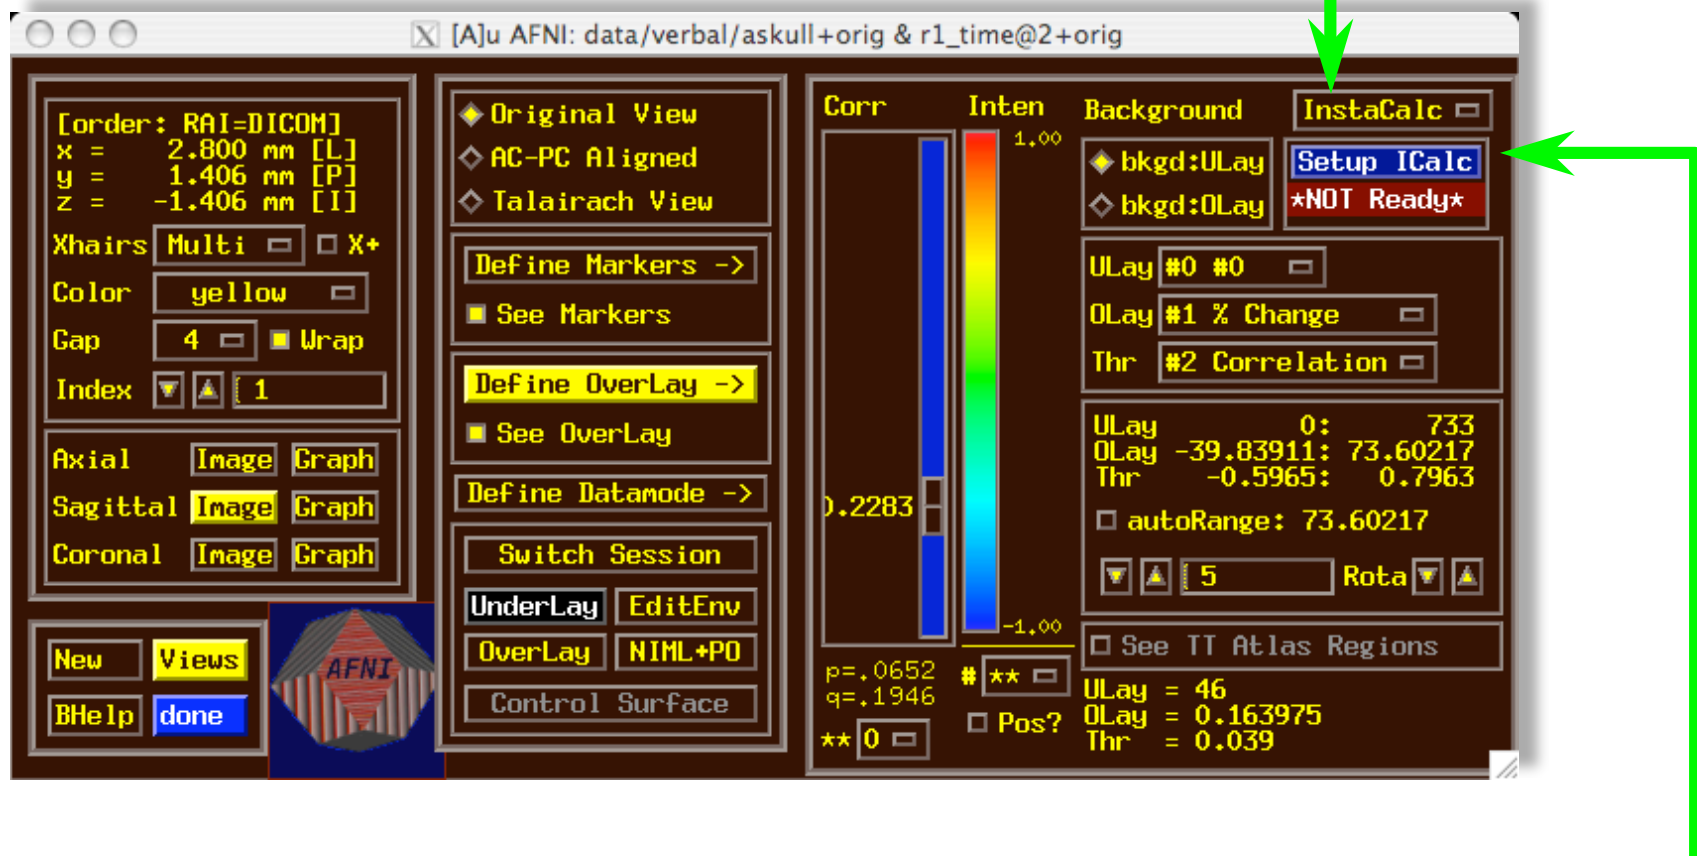 [A]u AFNI: data/verbal/askull+orig & r1_time@2+orig
[order: RAI=DICOM]
x = 2.800 mm [L]
y = 1.406 mm [P]
z = -1.406 mm [I]
Xhairs Multi X+
Color yellow
Gap 4 Wrap
Index 1
Axial Image Graph
Sagittal Image Graph
Coronal Image Graph
New Views
BHelp done
AFNI
Original View
AC-PC Aligned
Talairach View
Define Markers ->
See Markers
Define OverLay ->
See OverLay
Define Datamode ->
Switch Session
UnderLay EditEnv
OverLay NIML+PO
Control Surface
Corr Inten
1.00
0.2283
-1.00
p=.0652
q=.1946
** 0
# **
Pos?
Background InstaCalc
bkgd:ULay Setup ICalc
bkgd:OLay *NOT Ready*
ULay #0 #0
OLay #1 % Change
Thr #2 Correlation
ULay 0: 733
OLay -39.83911: 73.60217
Thr -0.5965: 0.7963
autoRange: 73.60217
5 Rota
See TT Atlas Regions
ULay = 46
OLay = 0.163975
Thr = 0.039